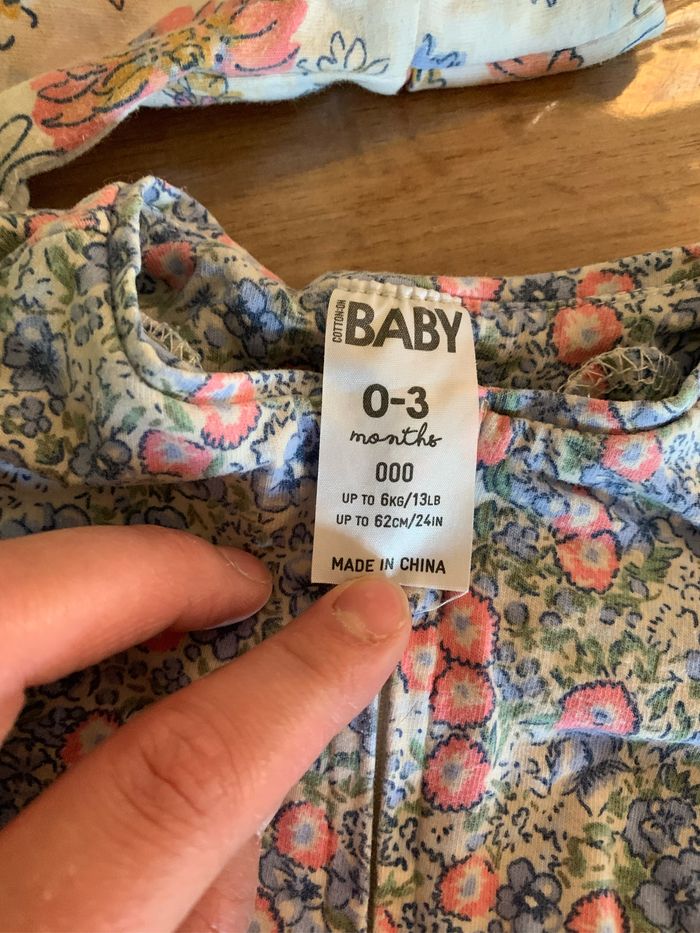 COTTON:ON
BABY
0-3
months
000
UP TO 6KG/13LB
UP TO 62CM/24IN
MADE IN CHINA